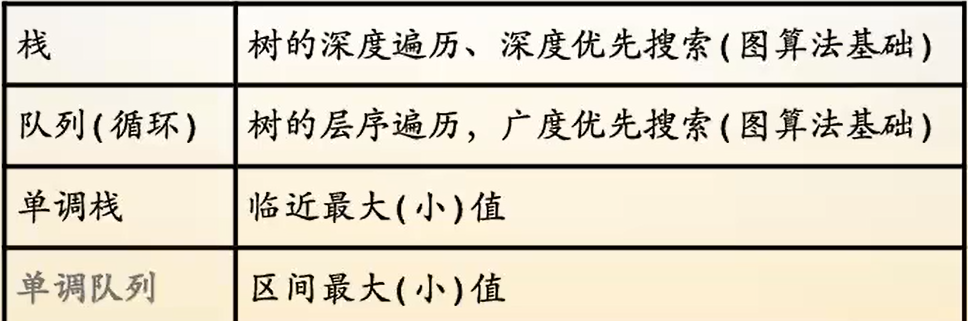 栈 树的深度遍历、深度优先搜索(图算法基础)
队列(循环) 树的层序遍历，广度优先搜索(图算法基础)
单调栈 临近最大(小)值
单调队列 区间最大(小)值